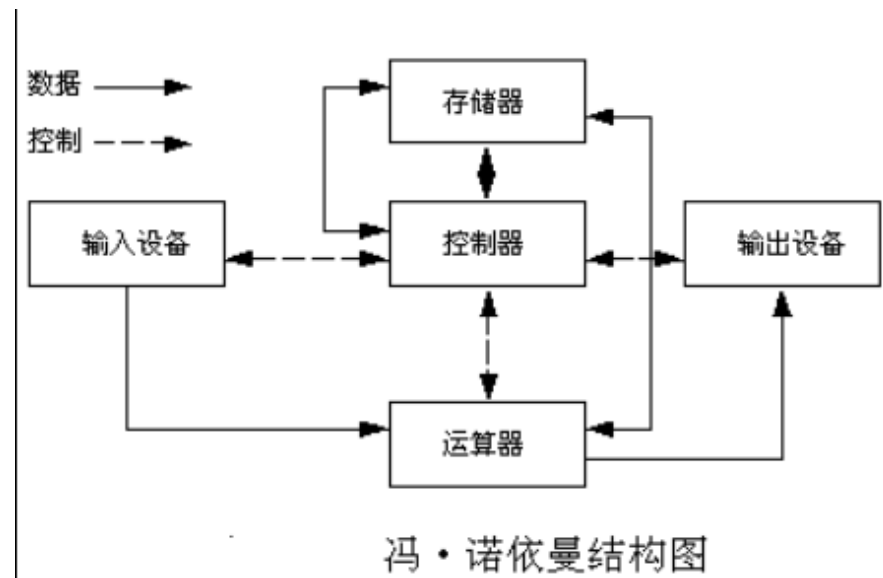 数据
存储器
控制
输入设备
控制器
输出设备
运算器
冯·诺依曼结构图